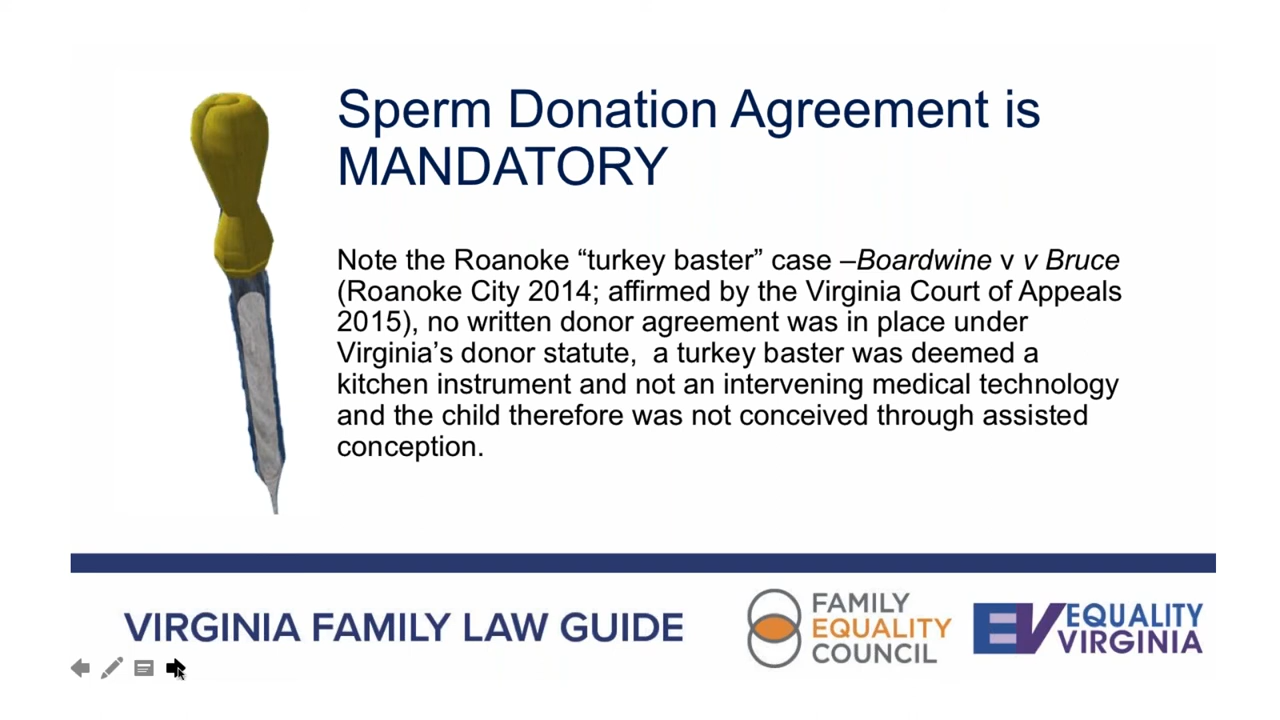 Sperm Donation Agreement is
MANDATORY
Note the Roanoke “turkey baster” case –Boardwine v v Bruce
(Roanoke City 2014; affirmed by the Virginia Court of Appeals
2015), no written donor agreement was in place under
Virginia’s donor statute,  a turkey baster was deemed a
kitchen instrument and not an intervening medical technology
and the child therefore was not conceived through assisted
conception.
VIRGINIA FAMILY LAW GUIDE
FAMILY
EQUALITY
COUNCIL
EV
EQUALITY
VIRGINIA